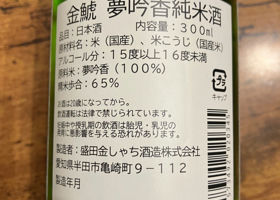 金鯱 夢吟香純米酒
品目：日本酒　内容量：300ml
原材料名：米（国産）、米こうじ（国産米）
アルコール分：15度以上16度未満
原料米：夢吟香（100％）
精米歩合：65％
お酒は20歳になってから。
飲酒運転は法律で禁じられています。
妊娠中や授乳期の飲酒は胎児・乳児の
発育に悪影響を与える恐れがあります。
製造者：盛田金しゃち酒造株式会社
愛知県半田市亀崎町9－112
製造年月
キャップ